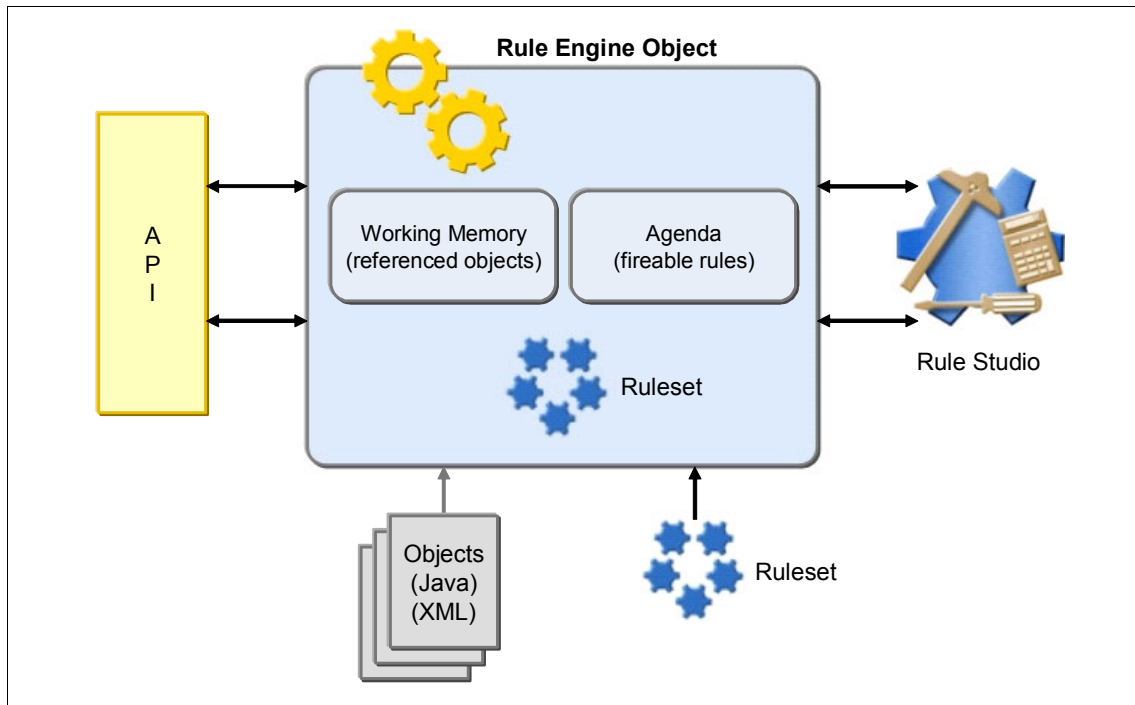 Rule Engine Object
A
P
I
Working Memory
(referenced objects)
Agenda
(fireable rules)
Ruleset
Rule Studio
Objects
(Java)
(XML)
Ruleset